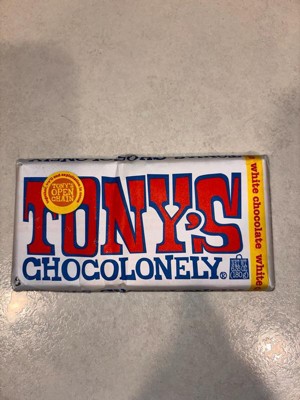 TONY'S
OPEN
CHAIN
TONY'S
CHOCOLONELY®
white chocolate white